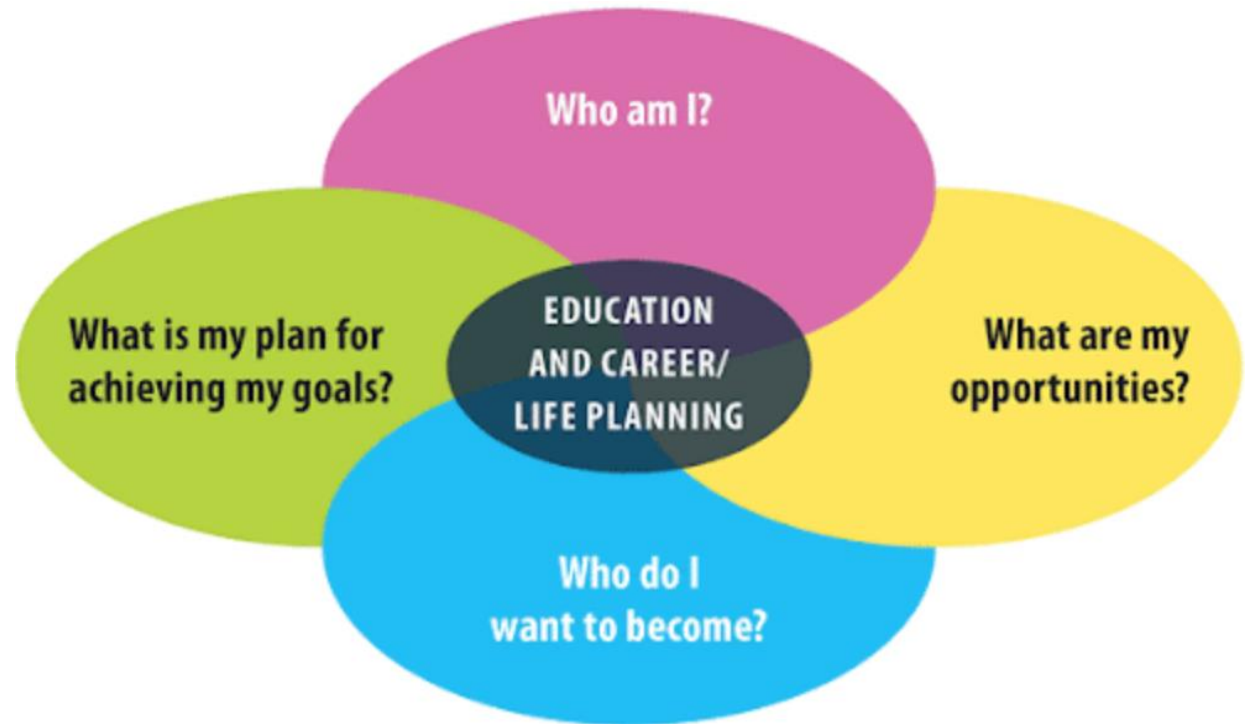 Who am I?
What are my
opportunities?
Who do I
want to become?
What is my plan for
achieving my goals?
EDUCATION
AND CAREER/
LIFE PLANNING